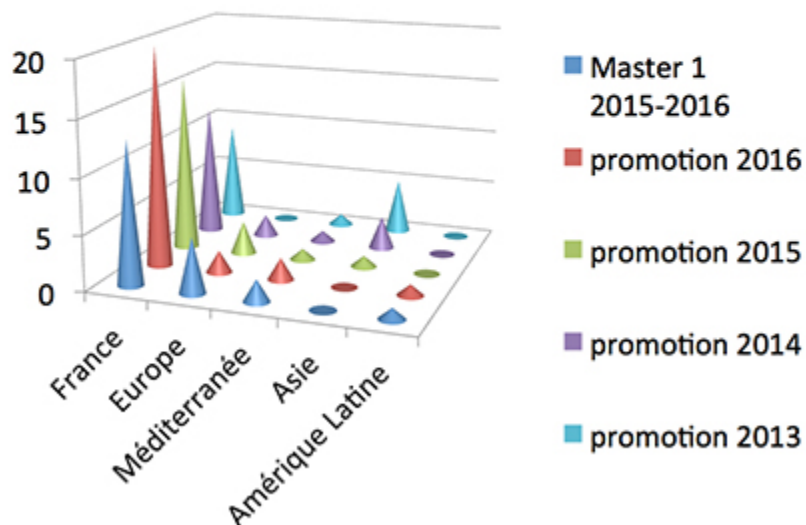 20
15
10
5
0
France
Europe
Méditerranée
Asie
Amérique Latine
Master 1
2015-2016
promotion 2016
promotion 2015
promotion 2014
promotion 2013